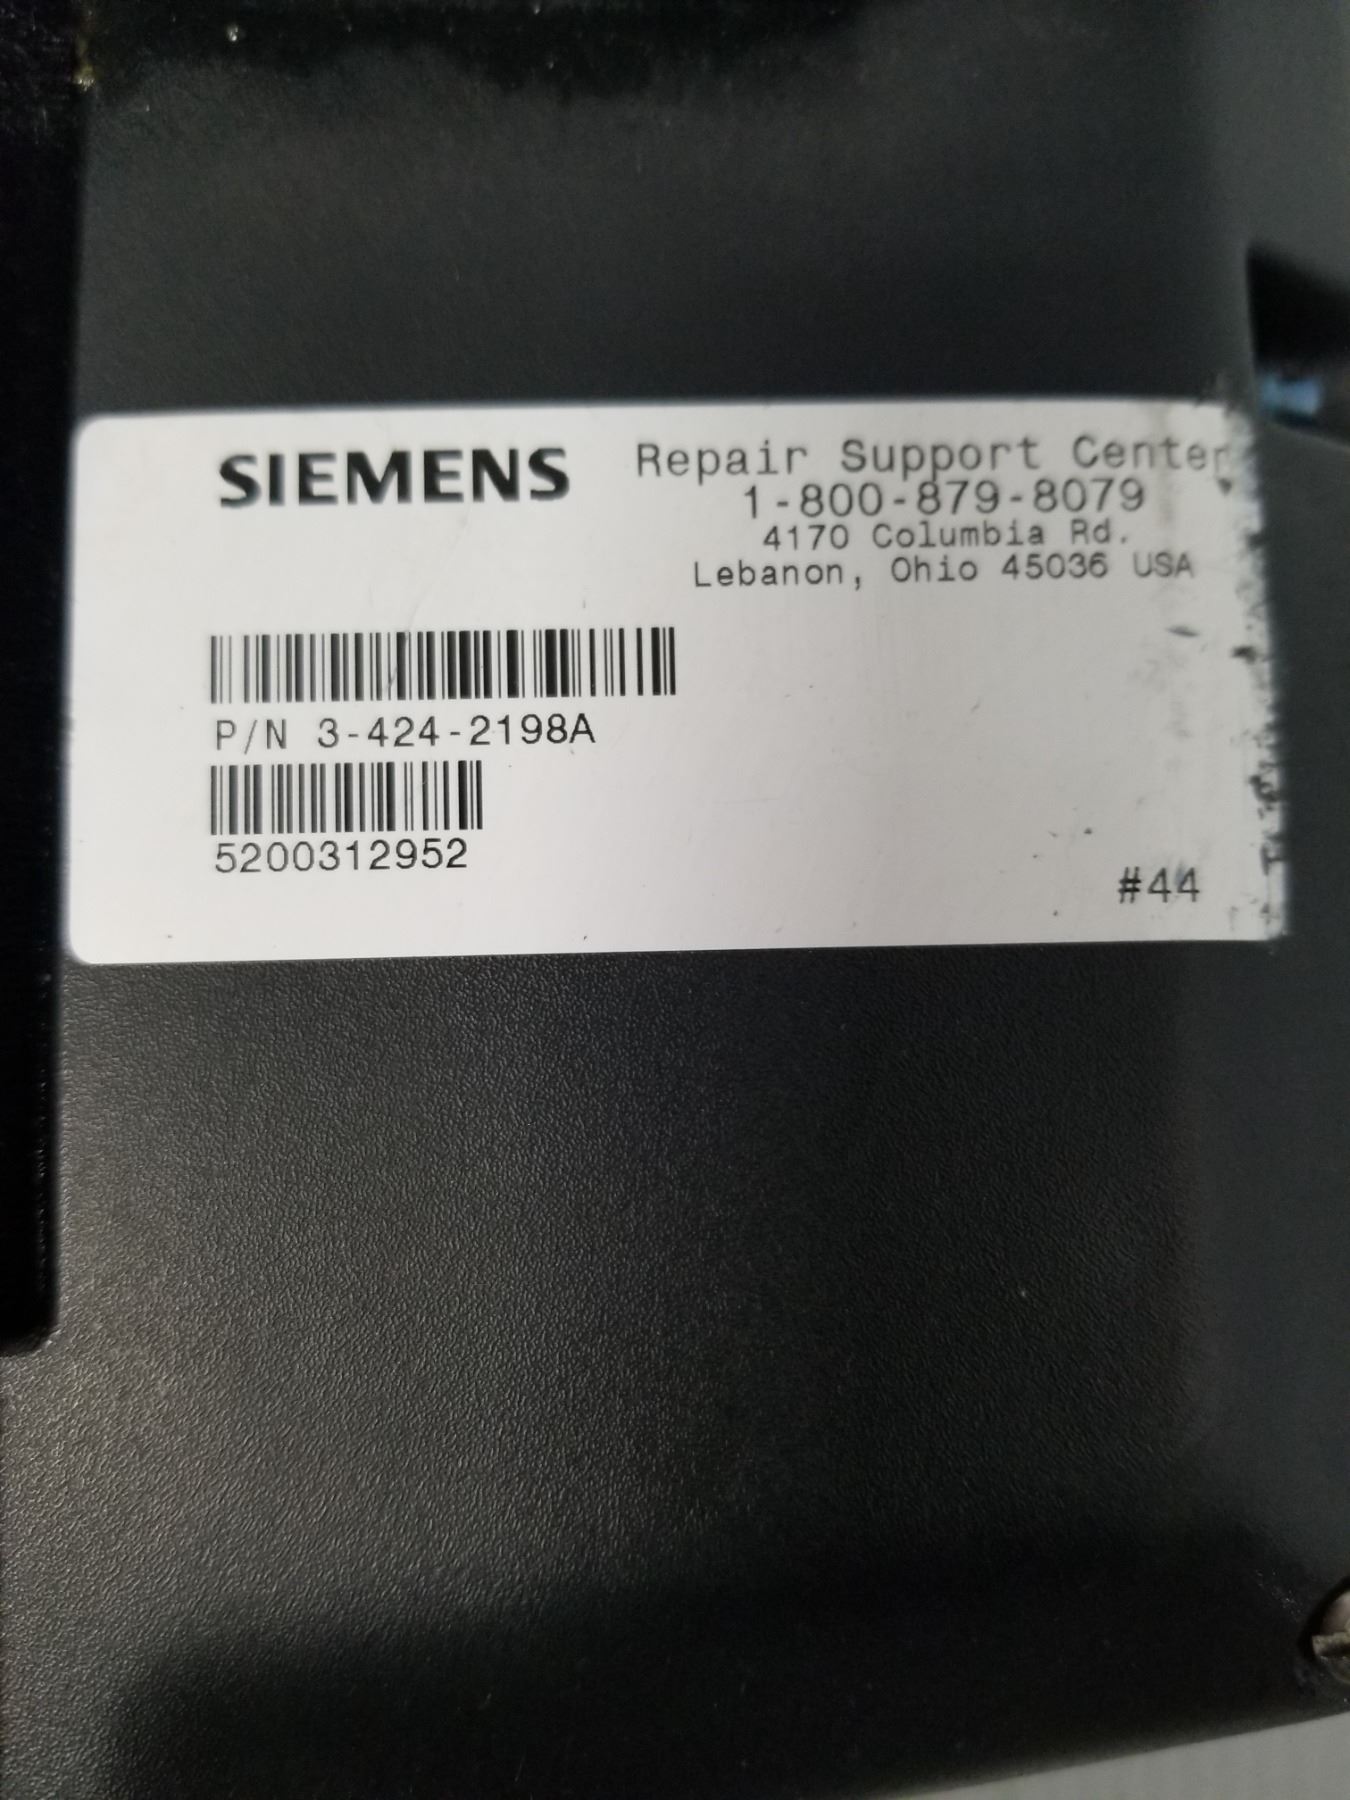 SIEMENS
Repair Support Center
1-800-879-8079
4170 Columbia Rd.
Lebanon, Ohio 45036 USA
P/N 3-424-2198A
5200312952
#44